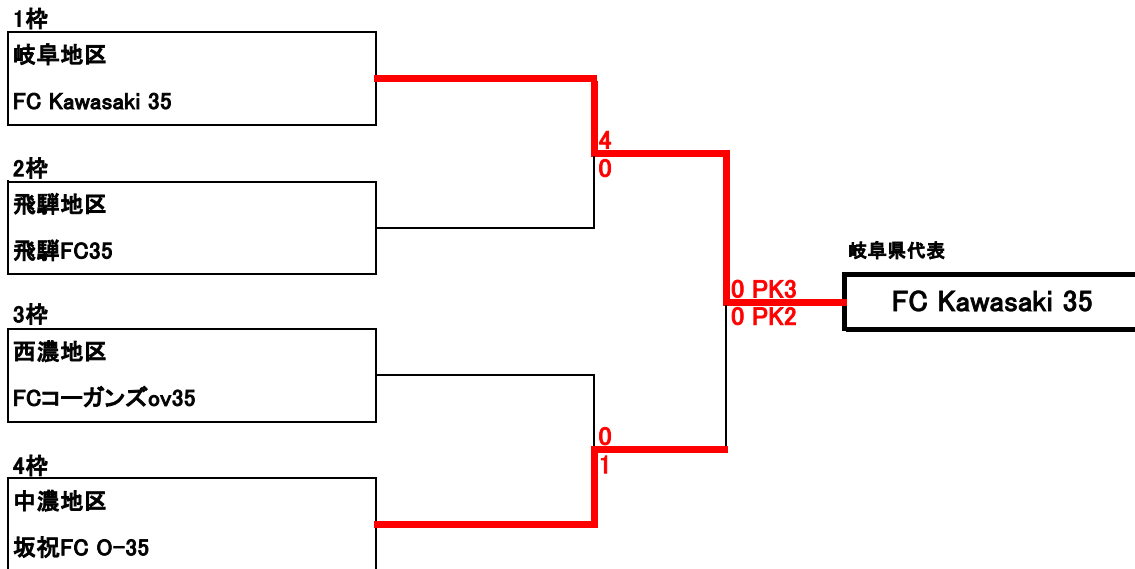 1枠
岐阜地区
FC Kawasaki 35
4
0
2枠
飛騨地区
飛騨FC35
岐阜県代表
0 PK3
0 PK2
FC Kawasaki 35
3枠
西濃地区
FCコーガンズov35
0
1
4枠
中濃地区
坂祝FC O-35